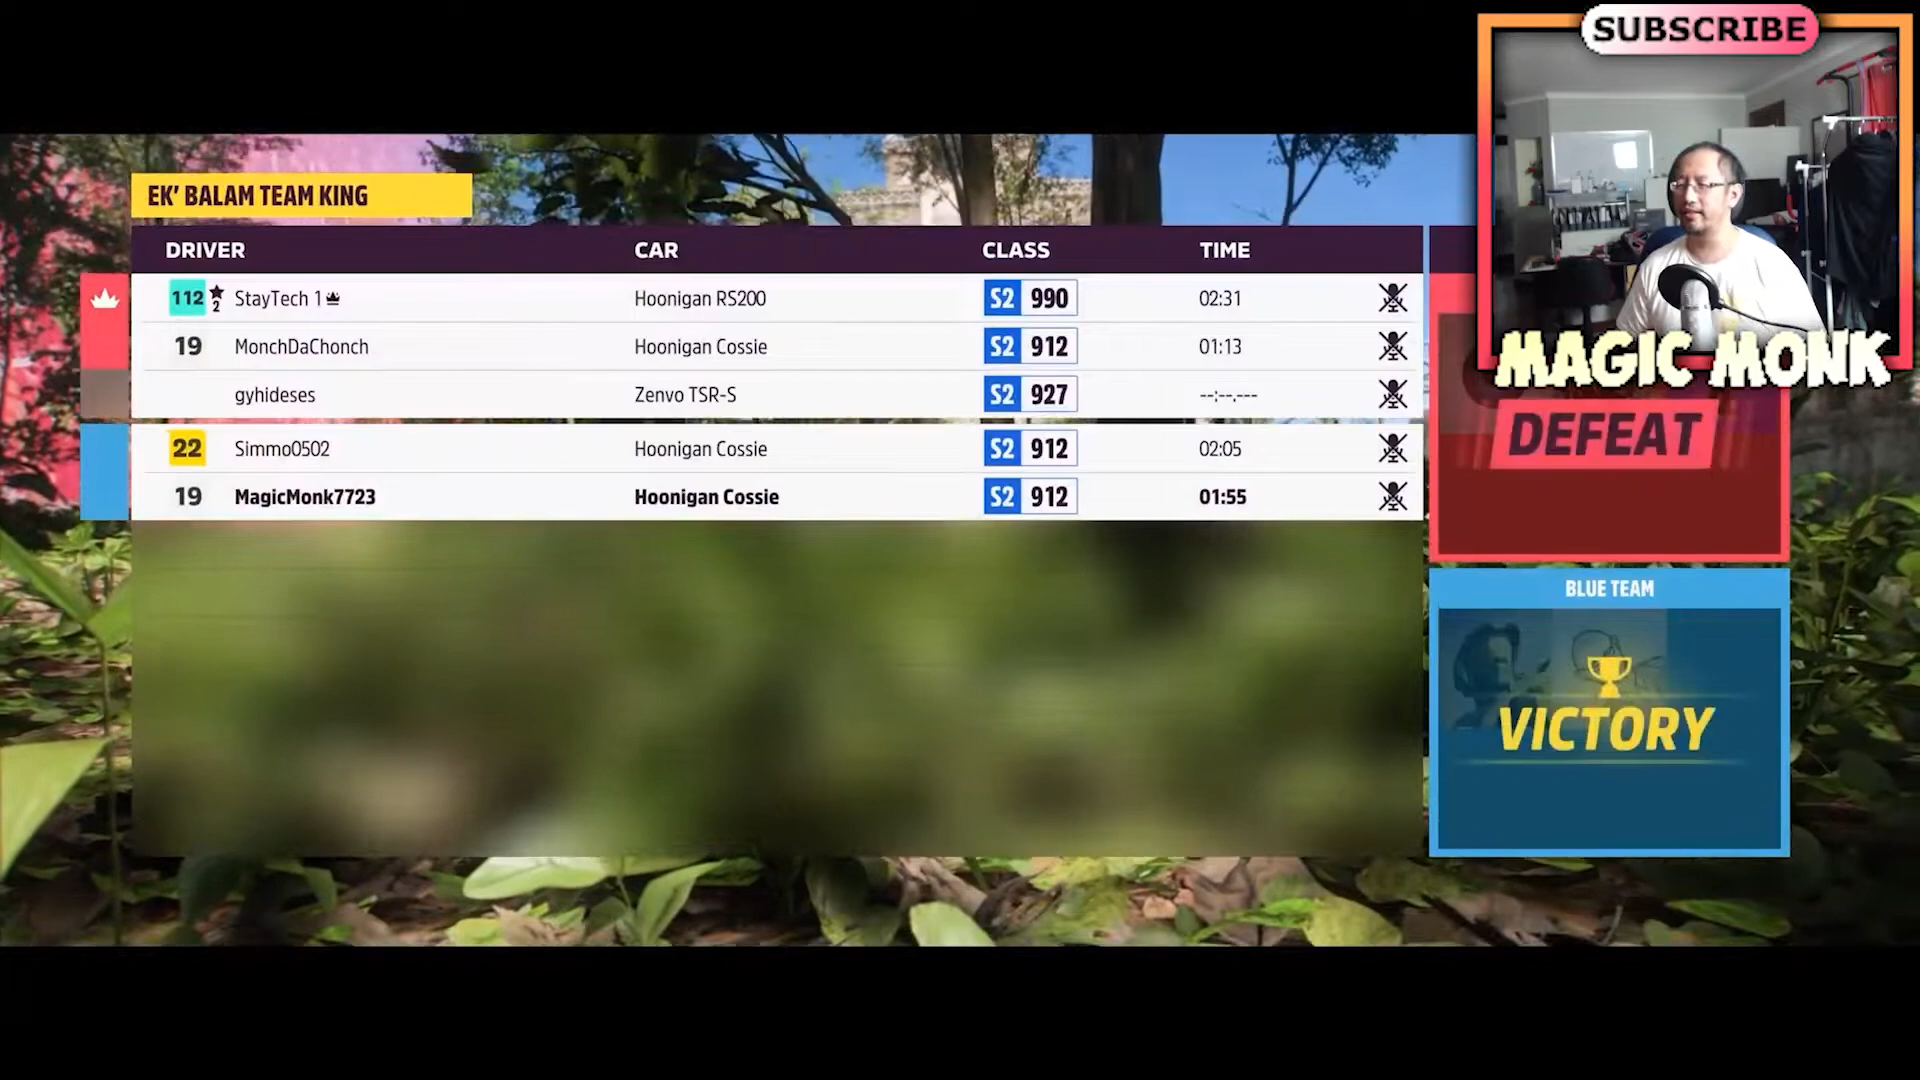 SUBSCRIBE
MAGIC MONK
EK' BALAM TEAM KING
DRIVER CAR CLASS TIME
112 2 StayTech 1 Hoonigan RS200 S2 990 02:31
19 MonchDaChonch Hoonigan Cossie S2 912 01:13
gyhideses Zenvo TSR-S S2 927 --:--.---
22 Simmo0502 Hoonigan Cossie S2 912 02:05
19 MagicMonk7723 Hoonigan Cossie S2 912 01:55
DEFEAT
BLUE TEAM
VICTORY